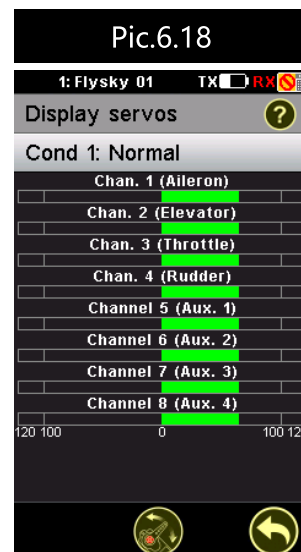 Pic.6.18
1: Flysky 01 TX RX
Display servos ?
Cond 1: Normal
Chan. 1 (Aileron)
Chan. 2 (Elevator)
Chan. 3 (Throttle)
Chan. 4 (Rudder)
Channel 5 (Aux. 1)
Channel 6 (Aux. 2)
Channel 7 (Aux. 3)
Channel 8 (Aux. 4)
120 100 0 100 12